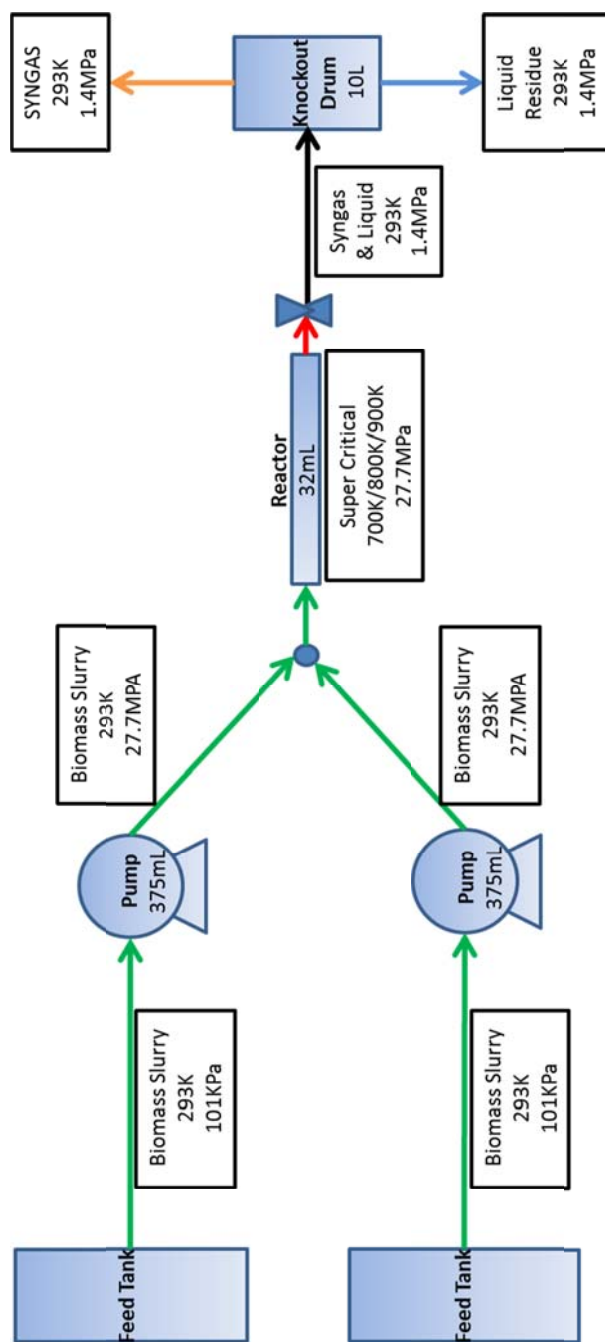 Feed Tank
Biomass Slurry
293K
101KPa
Pump
375mL
Biomass Slurry
293K
27.7MPA
Feed Tank
Biomass Slurry
293K
101KPa
Pump
375mL
Biomass Slurry
293K
27.7MPA
Reactor
32mL
Super Critical
700K/800K/900K
27.7MPa
Syngas
& Liquid
293K
1.4MPa
Knockout
Drum
10L
SYNGAS
293K
1.4MPa
Liquid
Residue
293K
1.4MPa